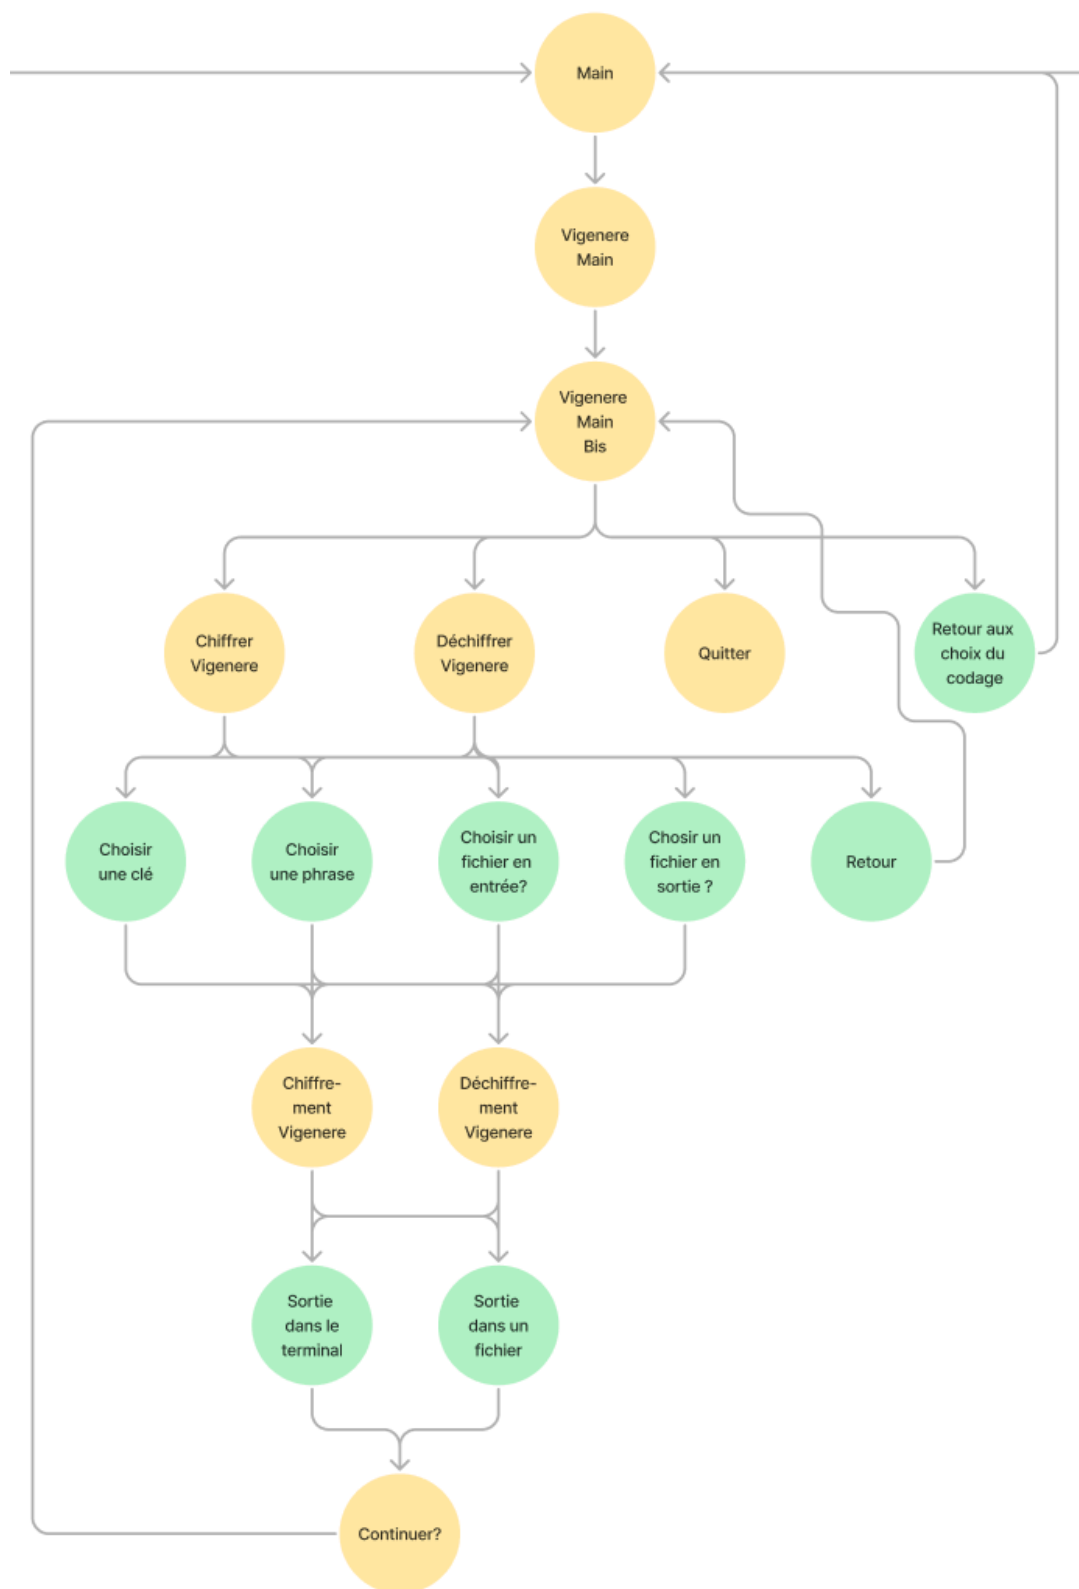 Main
Vigenere
Main
Vigenere
Main
Bis
Chiffrer
Vigenere
Déchiffrer
Vigenere
Quitter
Retour aux
choix du
codage
Choisir
une clé
Choisir
une phrase
Choisir un
fichier en
entrée?
Chosir un
fichier en
sortie ?
Retour
Chiffre-
ment
Vigenere
Déchiffre-
ment
Vigenere
Sortie
dans le
terminal
Sortie
dans un
fichier
Continuer?